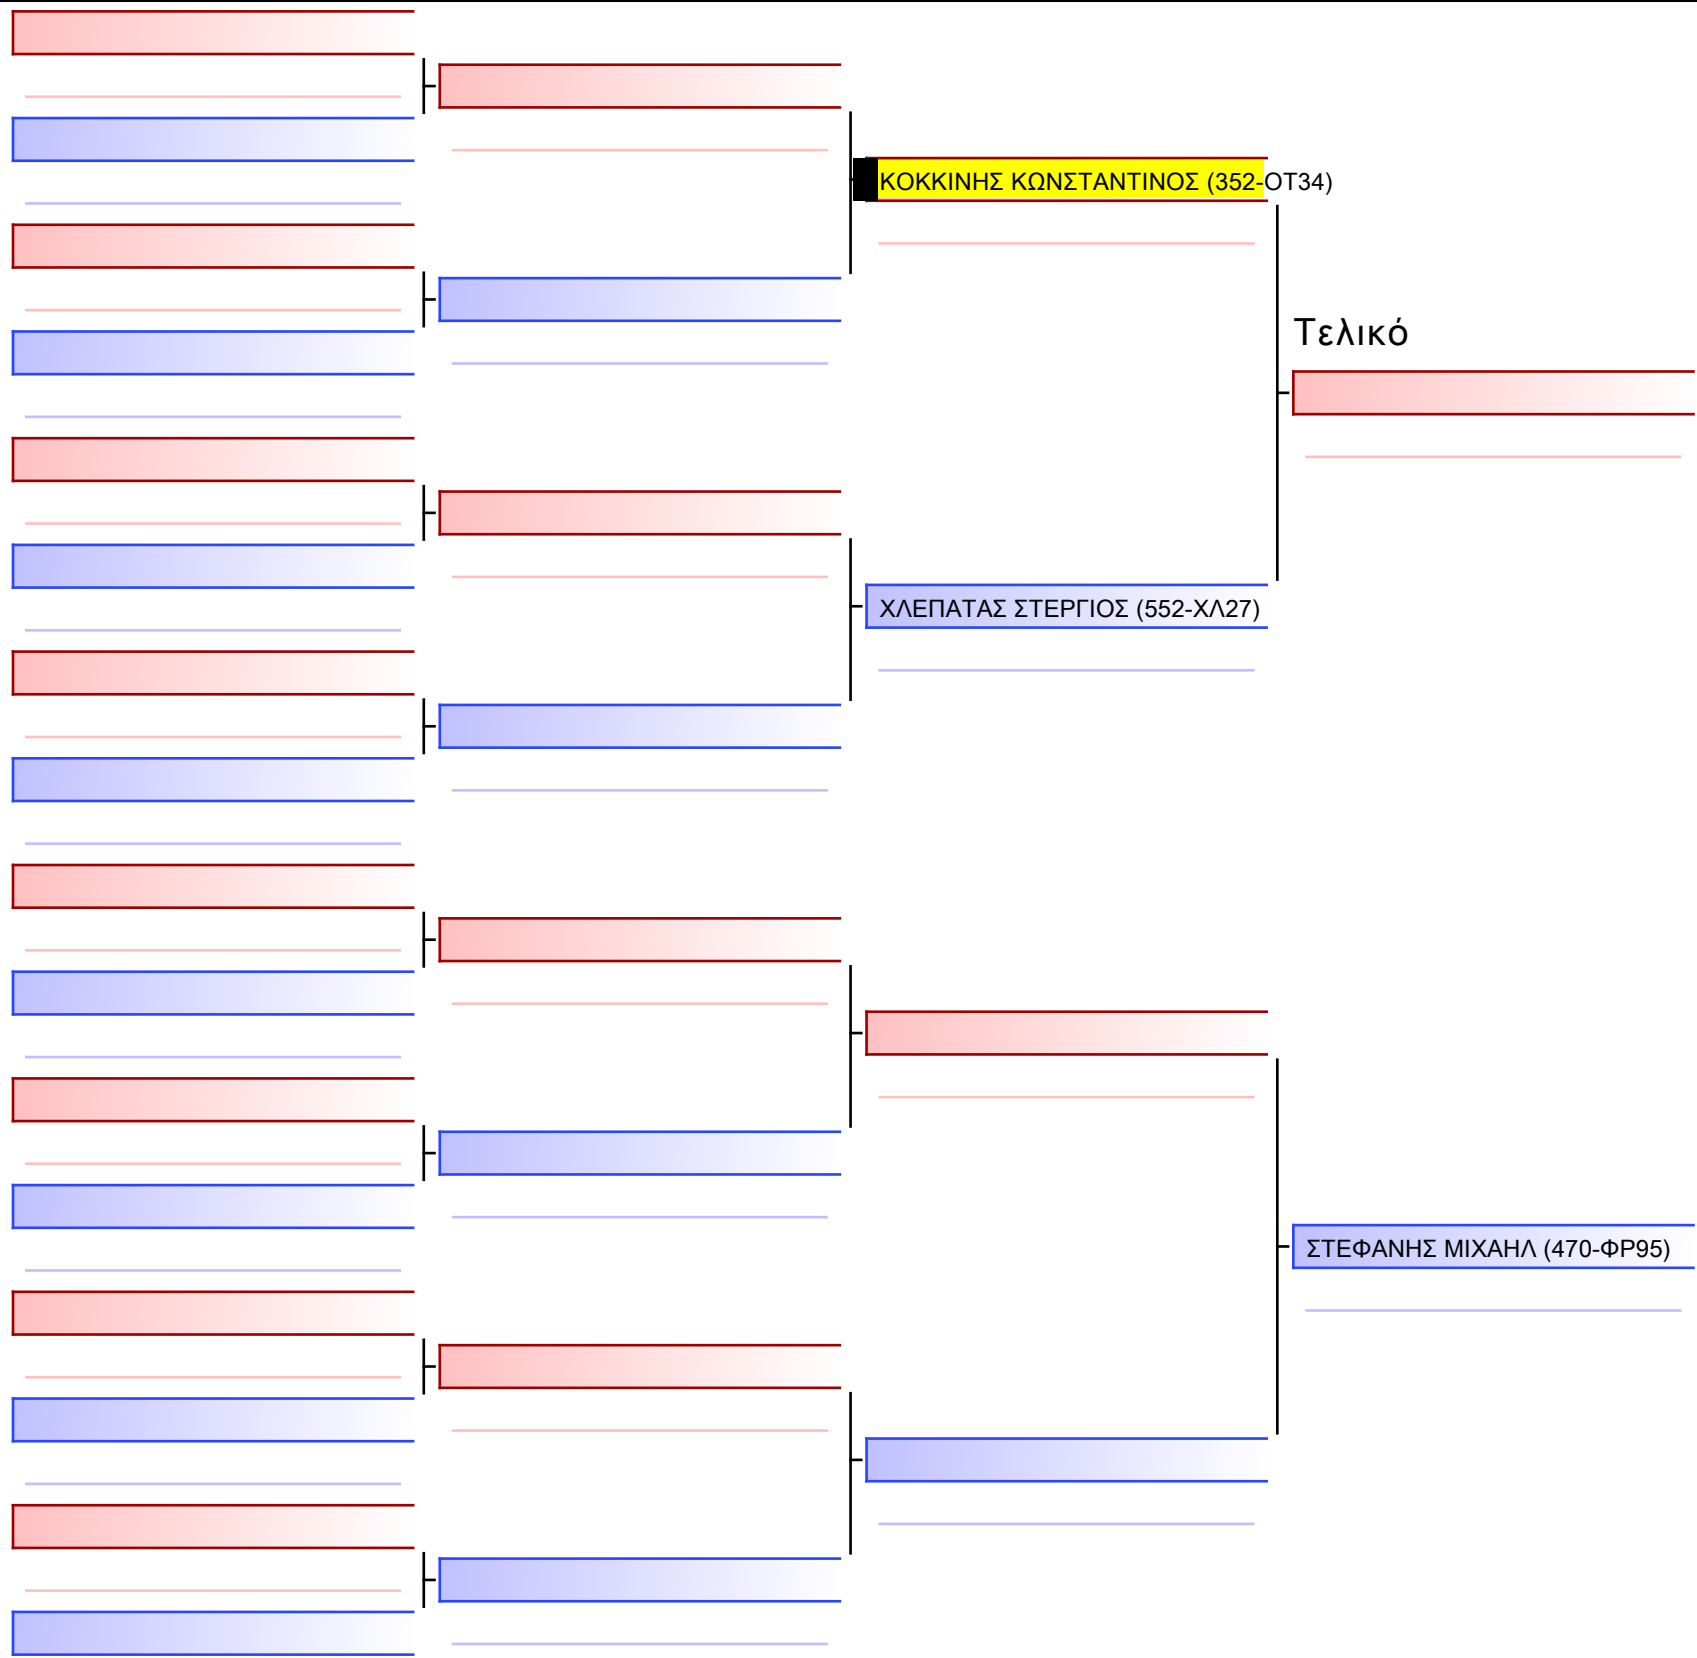 ΚΟΚΚΙΝΗΣ ΚΩΝΣΤΑΝΤΙΝΟΣ (352-ΟΤ34)
Τελικό
ΧΛΕΠΑΤΑΣ ΣΤΕΡΓΙΟΣ (552-ΧΛ27)
ΣΤΕΦΑΝΗΣ ΜΙΧΑΗΛ (470-ΦΡ95)